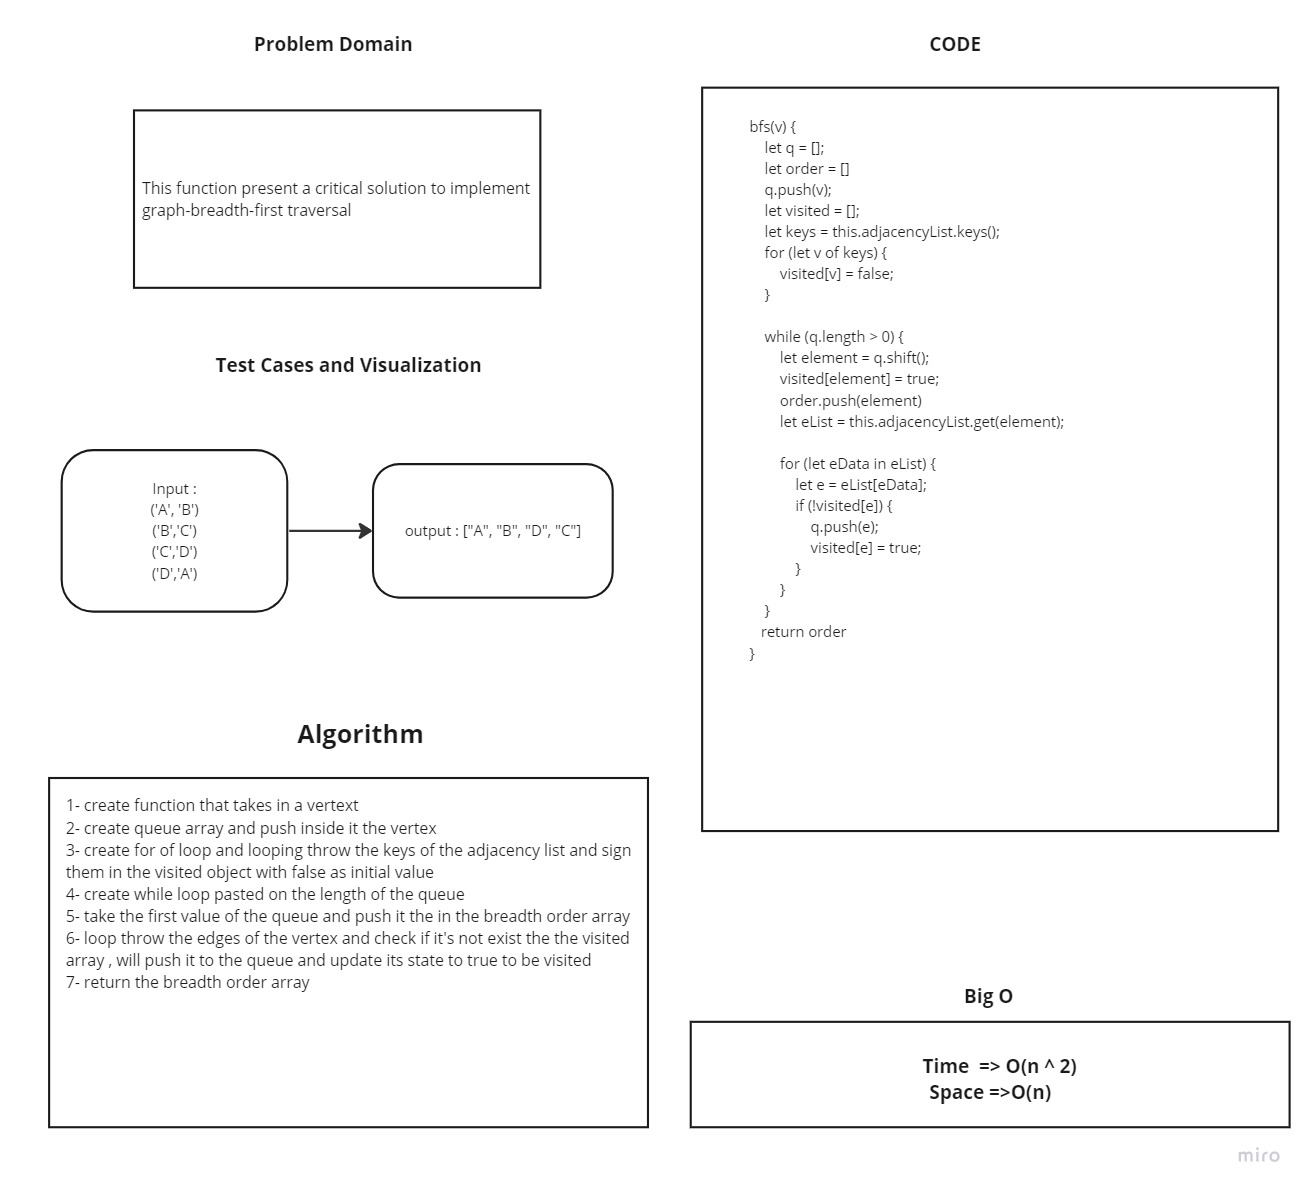 Problem Domain
This function present a critical solution to implement
graph-breadth-first traversal
Test Cases and Visualization
Input :
('A', 'B')
('B','C')
('C','D')
('D','A')
output : ["A", "B", "D", "C"]
Algorithm
1- create function that takes in a vertext
2- create queue array and push inside it the vertex
3- create for of loop and looping throw the keys of the adjacency list and sign
them in the visited object with false as initial value
4- create while loop pasted on the length of the queue
5- take the first value of the queue and push it the in the breadth order array
6- loop throw the edges of the vertex and check if it's not exist the the visited
array , will push it to the queue and update its state to true to be visited
7- return the breadth order array
CODE
bfs(v) {
let q = [];
let order = []
q.push(v);
let visited = [];
let keys = this.adjacencyList.keys();
for (let v of keys) {
visited[v] = false;
}
while (q.length > 0) {
let element = q.shift();
visited[element] = true;
order.push(element)
let eList = this.adjacencyList.get(element);
for (let eData in eList) {
let e = eList[eData];
if (!visited[e]) {
q.push(e);
visited[e] = true;
}
}
}
return order
}
Big O
Time => O(n ^ 2)
Space =>O(n)
miro